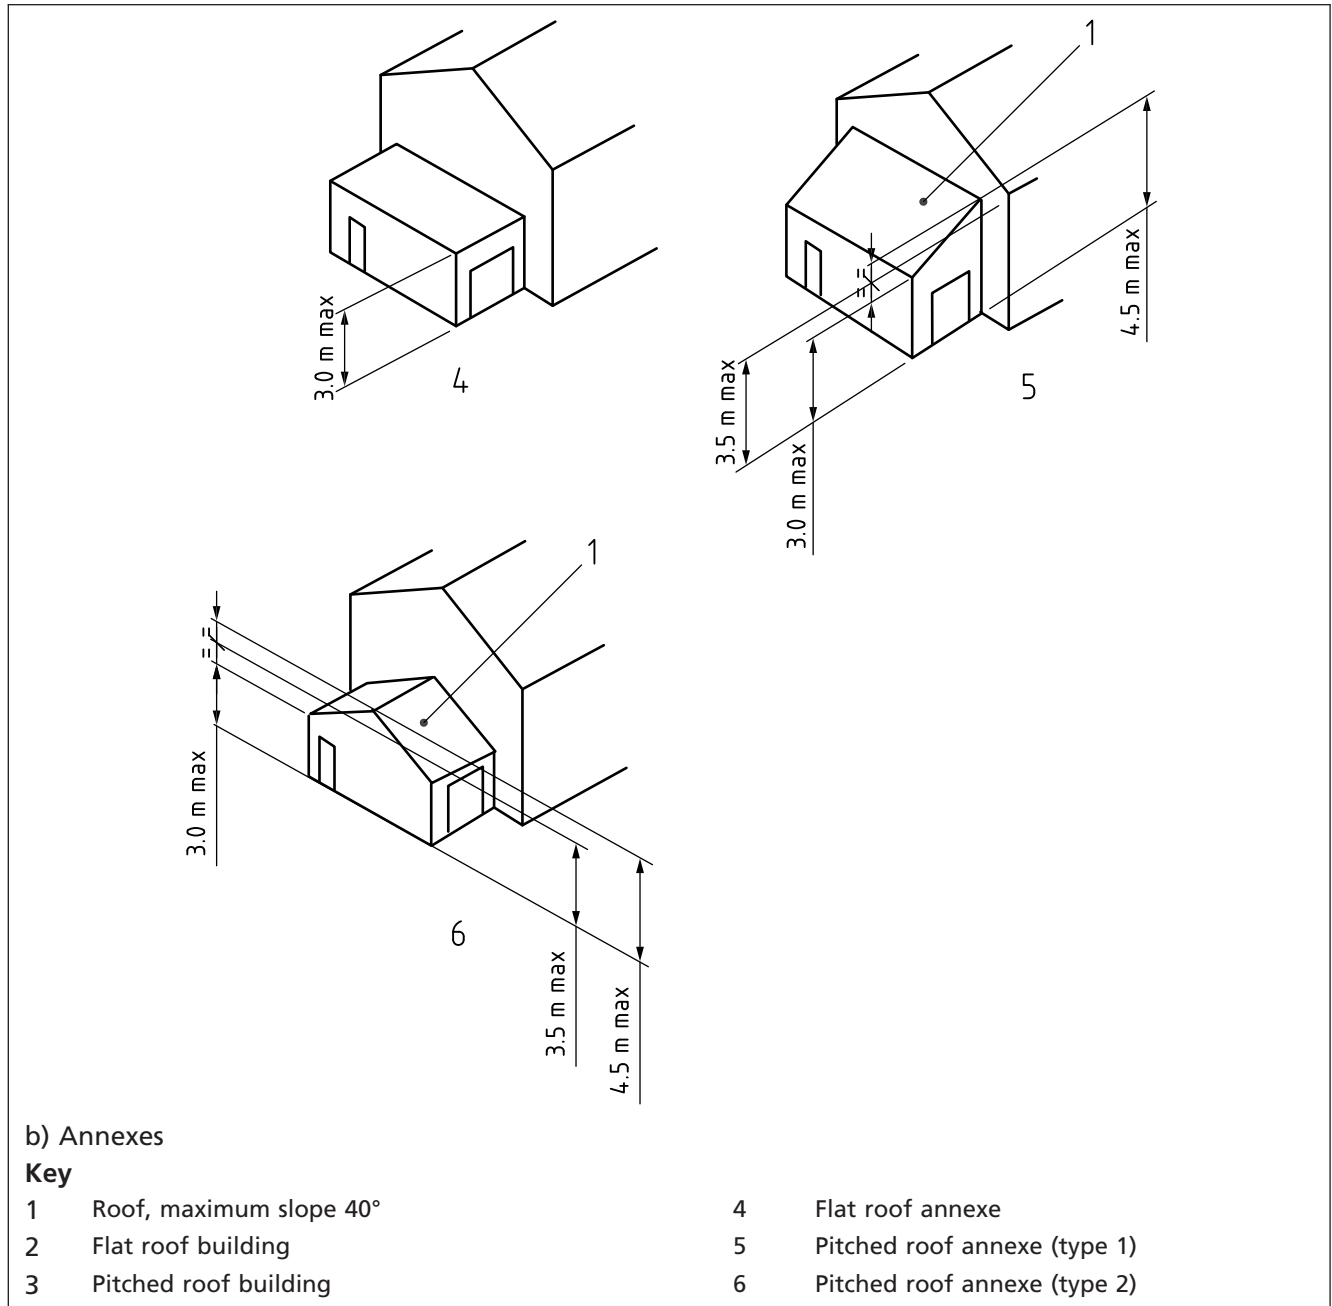 1
3.0 m max
4
4.5 m max
3.5 m max
3.0 m max
5
1
3.0 m max
6
3.5 m max
4.5 m max
b) Annexes
Key
1 Roof, maximum slope 40°
2 Flat roof building
3 Pitched roof building
4 Flat roof annexe
5 Pitched roof annexe (type 1)
6 Pitched roof annexe (type 2)